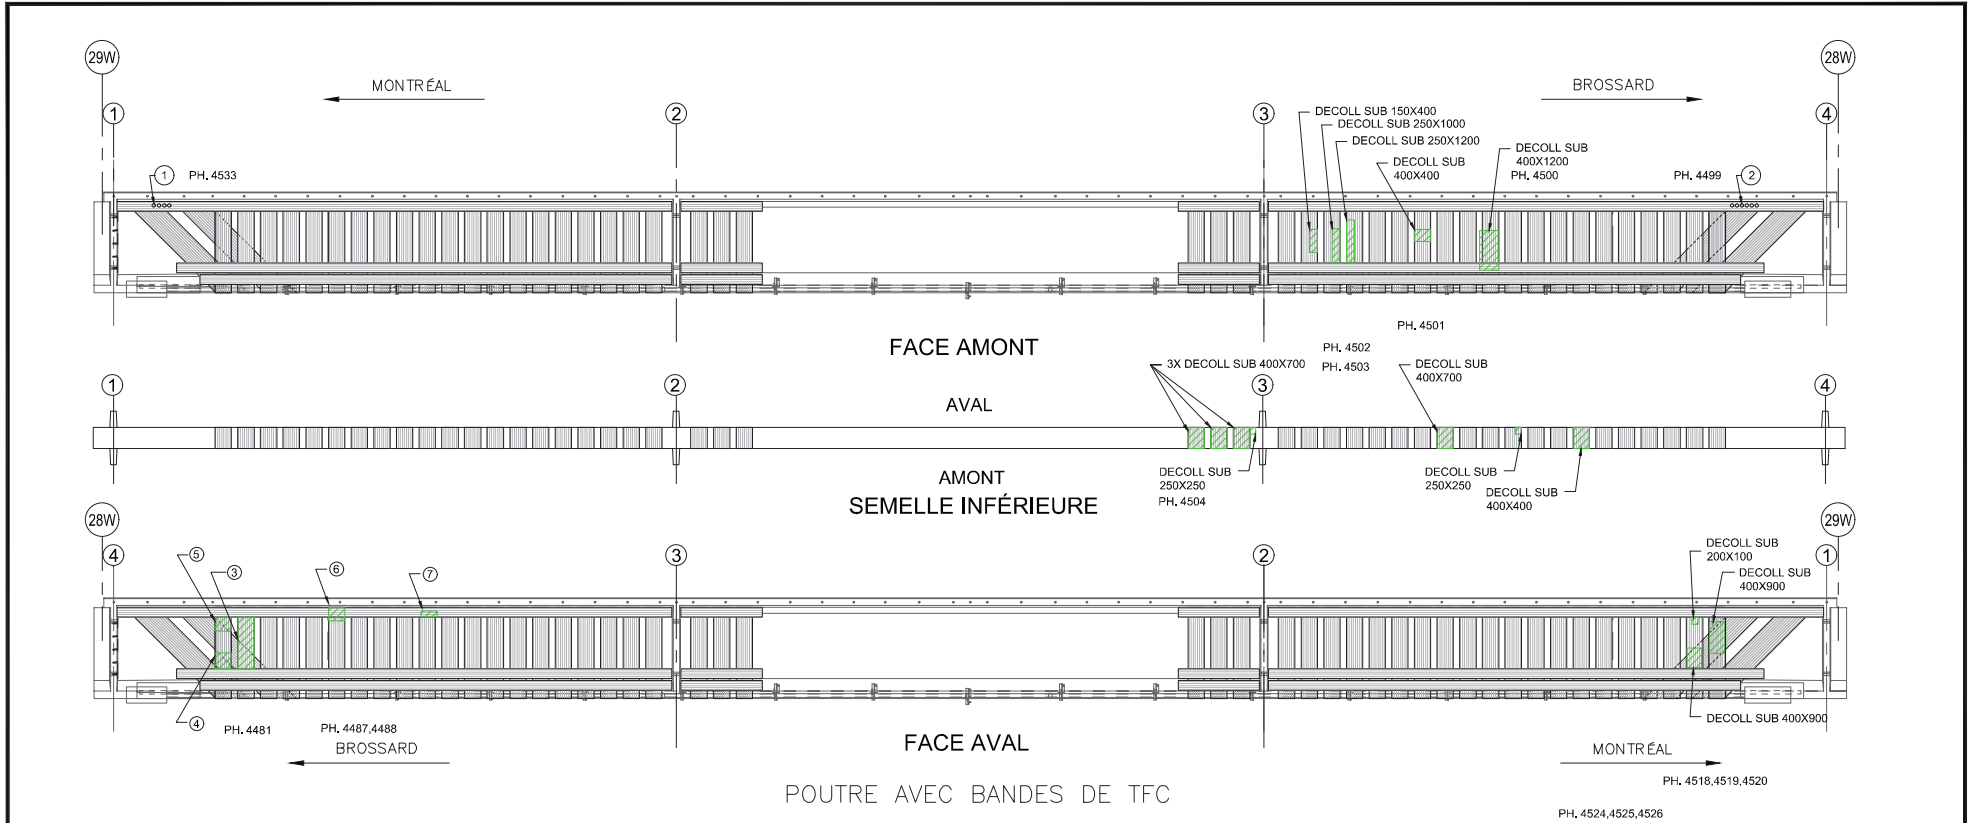 29W
28W
MONTRÉAL
BROSSARD
1
2
3
4
DECOLL SUB 150X400
DECOLL SUB 250X1000
DECOLL SUB 250X1200
DECOLL SUB
400X400
DECOLL SUB
400X1200
PH. 4500
1
PH. 4533
PH. 4499
2
FACE AMONT
PH. 4501
PH. 4502
PH. 4503
3X DECOLL SUB 400X700
DECOLL SUB
400X700
1
2
3
4
AVAL
AMONT
SEMELLE INFÉRIEURE
DECOLL SUB
250X250
PH. 4504
DECOLL SUB
250X250
DECOLL SUB
400X400
28W
29W
4
3
2
1
5
3
6
7
4
DECOLL SUB
200X100
DECOLL SUB
400X900
DECOLL SUB 400X900
PH. 4481
PH. 4487,4488
BROSSARD
FACE AVAL
MONTRÉAL
PH. 4518,4519,4520
POUTRE AVEC BANDES DE TFC
PH. 4524,4525,4526